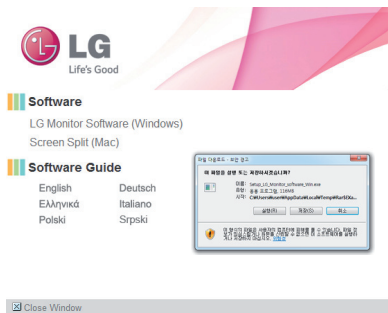 LG
Life's Good
Software
LG Monitor Software (Windows)
Screen Split (Mac)
Software Guide
English Deutsch
Ελληνικά Italiano
Polski Srpski
파일 다운로드 - 보안 경고
이 파일을 실행 또는 저장하시겠습니까?
이름: Setup_LG_Monitor_software_Win.exe
유형: 응용 프로그램, 116MB
실행(R) 저장(S) 취소
Close Window